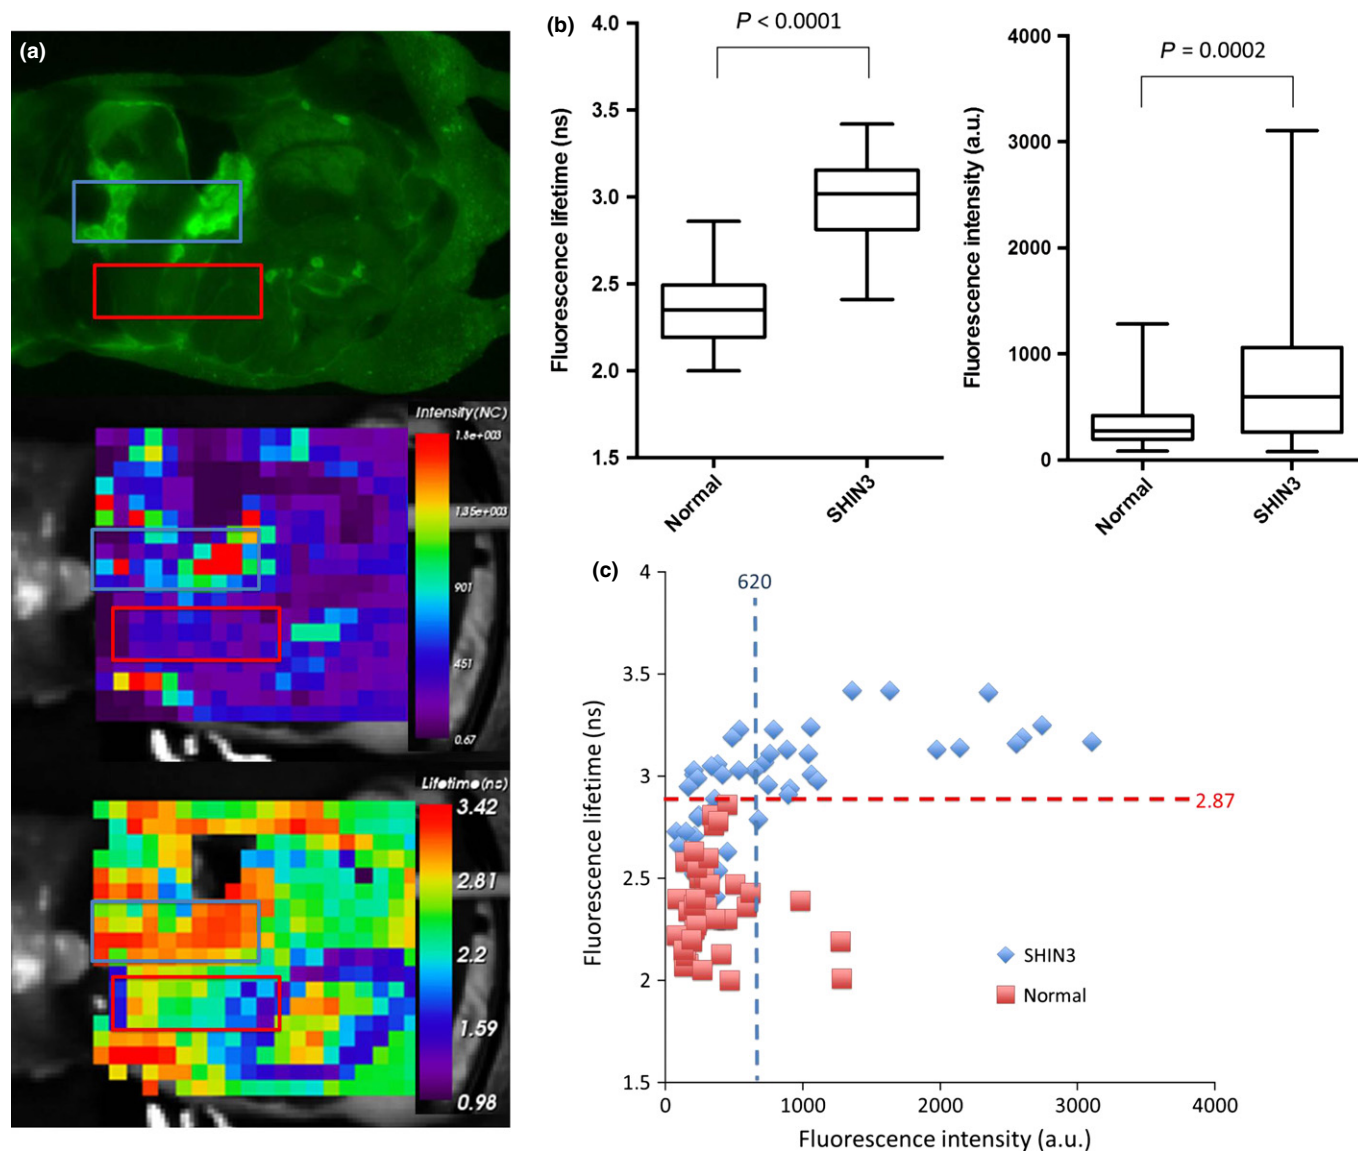 (a)
Intensity(NC)
1.8e+003
1.35e+003
901
451
0.67
Lifetime(ns)
3.42
2.81
2.2
1.59
0.98
(b)
P < 0.0001
Fluorescence lifetime (ns)
4.0
3.5
3.0
2.5
2.0
1.5
Normal
SHIN3
P = 0.0002
Fluorescence intensity (a.u.)
4000
3000
2000
1000
0
Normal
SHIN3
(c)
620
Fluorescence lifetime (ns)
4
3.5
3
2.5
2
1.5
2.87
SHIN3
Normal
0
1000
2000
3000
4000
Fluorescence intensity (a.u.)